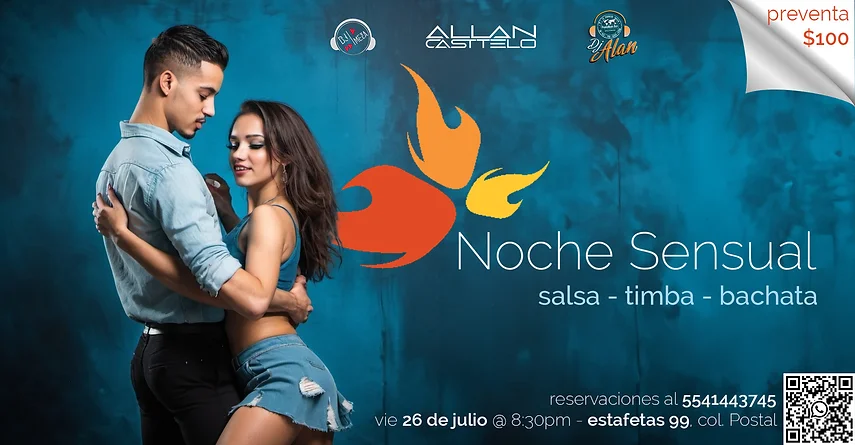 preventa
$100
ALLAN
CASTTELO
Dj
Alan
Noche Sensual
salsa - timba - bachata
reservaciones al 5541443745
vie 26 de julio @ 8:30pm - estafetas 99, col. Postal